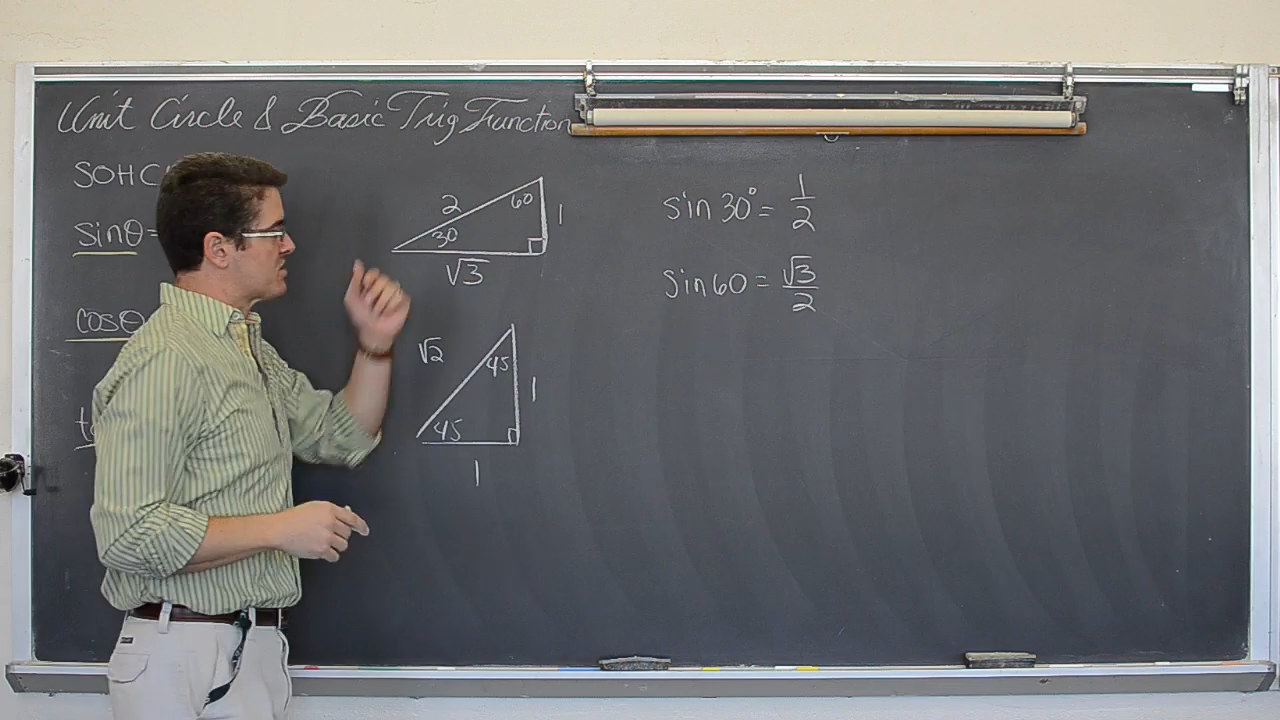 Unit Circle & Basic Trig Function
SOHC
sinθ=
cosθ
2
60
1
30
√3
√2
45
1
45
1
sin 30° = 1/2
sin 60 = √3/2